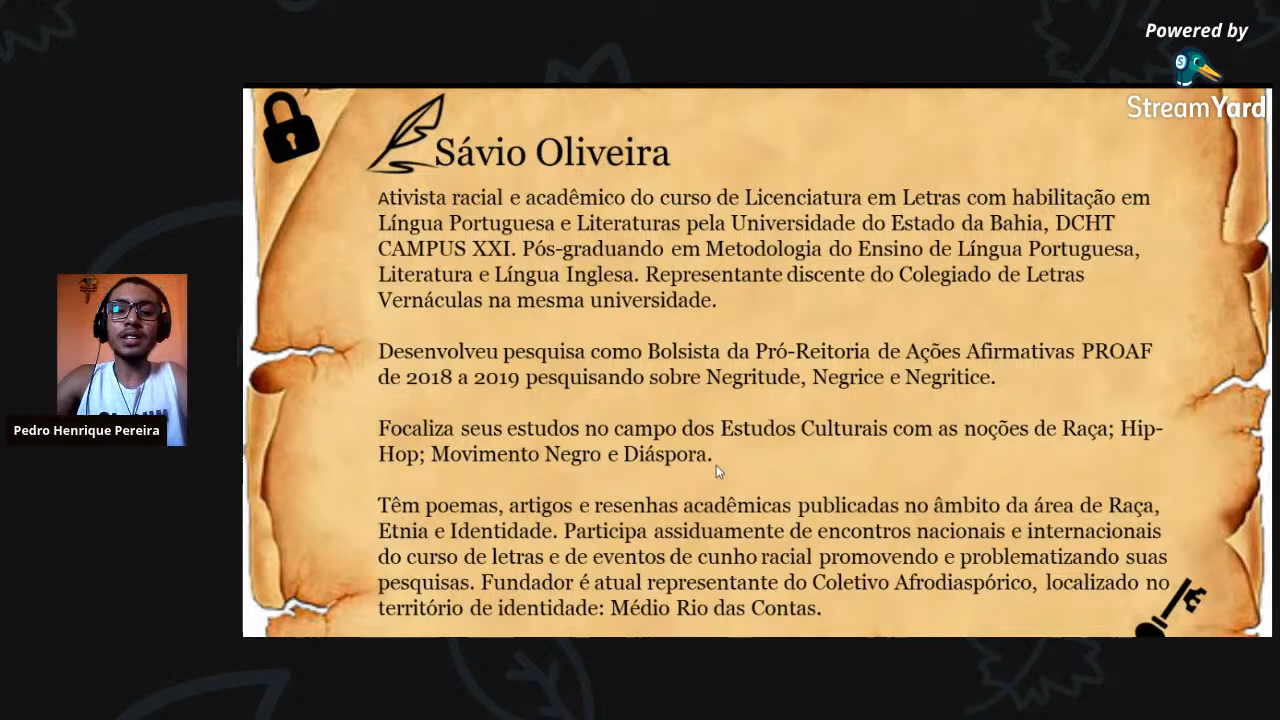 Powered by
StreamYard
Sávio Oliveira
Ativista racial e acadêmico do curso de Licenciatura em Letras com habilitação em
Língua Portuguesa e Literaturas pela Universidade do Estado da Bahia, DCHT
CAMPUS XXI. Pós-graduando em Metodologia do Ensino de Língua Portuguesa,
Literatura e Língua Inglesa. Representante discente do Colegiado de Letras
Vernáculas na mesma universidade.
Desenvolveu pesquisa como Bolsista da Pró-Reitoria de Ações Afirmativas PROAF
de 2018 a 2019 pesquisando sobre Negritude, Negrice e Negritice.
Focaliza seus estudos no campo dos Estudos Culturais com as noções de Raça; Hip-
Hop; Movimento Negro e Diáspora.
Têm poemas, artigos e resenhas acadêmicas publicadas no âmbito da área de Raça,
Etnia e Identidade. Participa assiduamente de encontros nacionais e internacionais
do curso de letras e de eventos de cunho racial promovendo e problematizando suas
pesquisas. Fundador é atual representante do Coletivo Afrodiaspórico, localizado no
território de identidade: Médio Rio das Contas.
Pedro Henrique Pereira